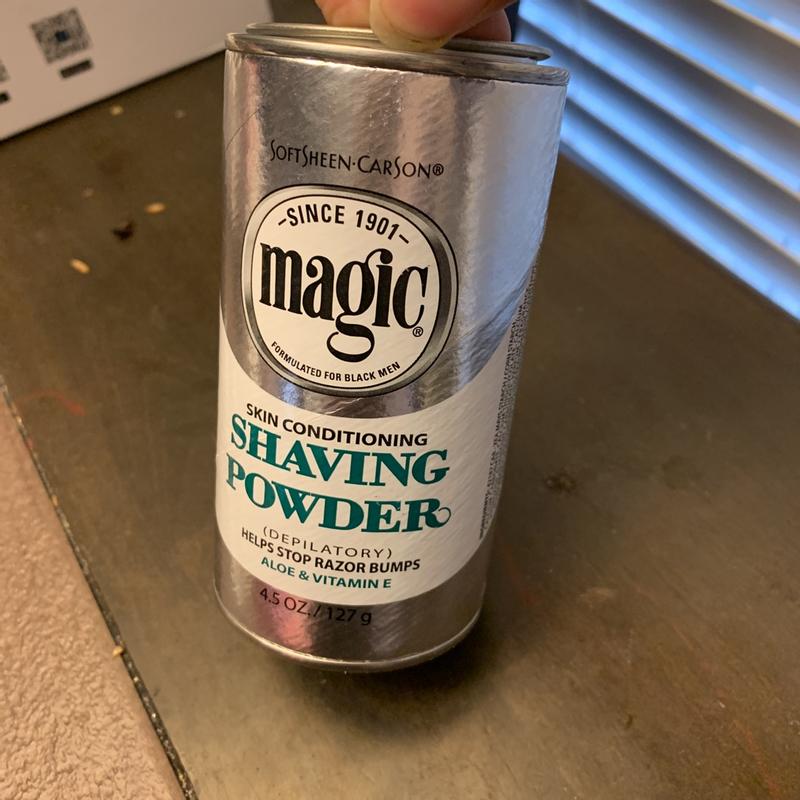 SOFTSHEEN·CARSON®
-SINCE 1901-
magic®
FORMULATED FOR BLACK MEN
SKIN CONDITIONING
SHAVING
POWDER
(DEPILATORY)
HELPS STOP RAZOR BUMPS
ALOE & VITAMIN E
4.5 OZ./127 g